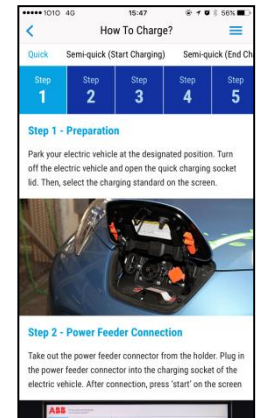 1O1O 4G 15:47 56%
How To Charge?
Quick Semi-quick (Start Charging) Semi-quick (End Ch
Step Step Step Step Step
1 2 3 4 5
Step 1 - Preparation
Park your electric vehicle at the designated position. Turn
off the electric vehicle and open the quick charging socket
lid. Then, select the charging standard on the screen.
Step 2 - Power Feeder Connection
Take out the power feeder connector from the holder. Plug in
the power feeder connector into the charging socket of the
electric vehicle. After connection, press 'start' on the screen
ABB